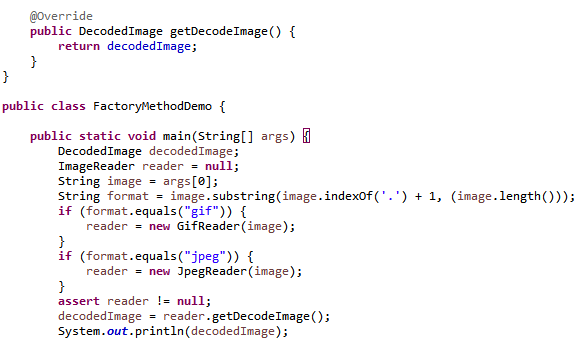 @Override
    public DecodedImage getDecodeImage() {
        return decodedImage;
    }
}

public class FactoryMethodDemo {

    public static void main(String[] args) {
        DecodedImage decodedImage;
        ImageReader reader = null;
        String image = args[0];
        String format = image.substring(image.indexOf('.') + 1, (image.length()));
        if (format.equals("gif")) {
            reader = new GifReader(image);
        }
        if (format.equals("jpeg")) {
            reader = new JpegReader(image);
        }
        assert reader != null;
        decodedImage = reader.getDecodeImage();
        System.out.println(decodedImage);